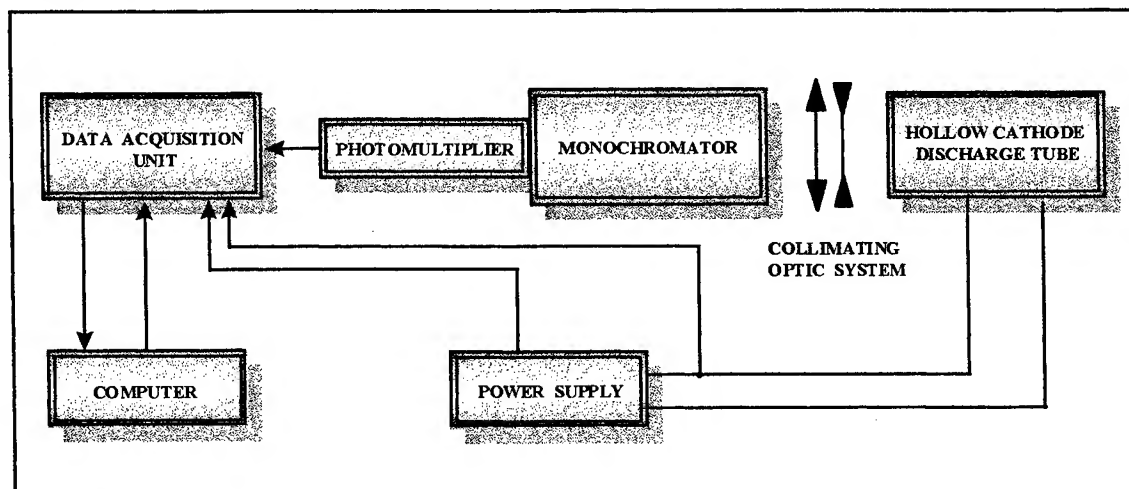 DATA ACQUISITION
UNIT
PHOTOMULTIPLIER
MONOCHROMATOR
HOLLOW CATHODE
DISCHARGE TUBE
COLLIMATING
OPTIC SYSTEM
COMPUTER
POWER SUPPLY